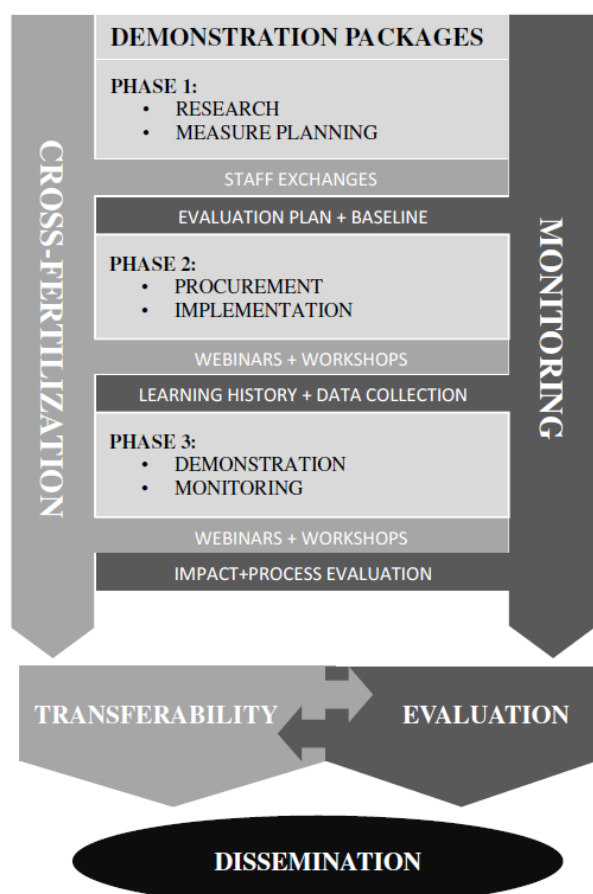 DEMONSTRATION PACKAGES
PHASE 1:
• RESEARCH
• MEASURE PLANNING
STAFF EXCHANGES
EVALUATION PLAN + BASELINE
PHASE 2:
• PROCUREMENT
• IMPLEMENTATION
WEBINARS + WORKSHOPS
LEARNING HISTORY + DATA COLLECTION
PHASE 3:
• DEMONSTRATION
• MONITORING
WEBINARS + WORKSHOPS
IMPACT+PROCESS EVALUATION
CROSS-FERTILIZATION
MONITORING
TRANSFERABILITY
EVALUATION
DISSEMINATION